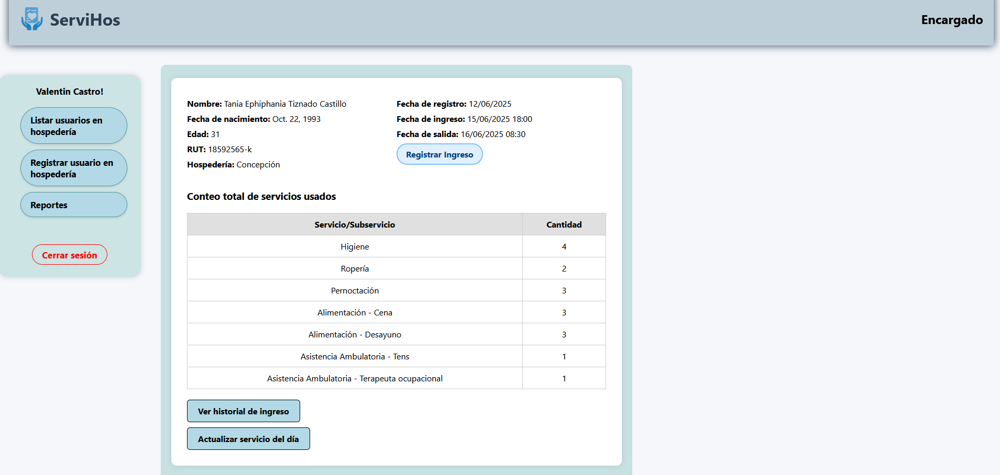 ServiHos
Encargado
Valentin Castro!
Listar usuarios en
hospedería
Registrar usuario en
hospedería
Reportes
Cerrar sesión
Nombre: Tania Ephiphania Tiznado Castillo
Fecha de nacimiento: Oct. 22, 1993
Edad: 31
RUT: 18592565-k
Hospedería: Concepción
Fecha de registro: 12/06/2025
Fecha de ingreso: 15/06/2025 18:00
Fecha de salida: 16/06/2025 08:30
Registrar Ingreso
Conteo total de servicios usados
Servicio/Subservicio Cantidad
Higiene 4
Ropería 2
Pernoctación 3
Alimentación - Cena 3
Alimentación - Desayuno 3
Asistencia Ambulatoria - Tens 1
Asistencia Ambulatoria - Terapeuta ocupacional 1
Ver historial de ingreso
Actualizar servicio del día